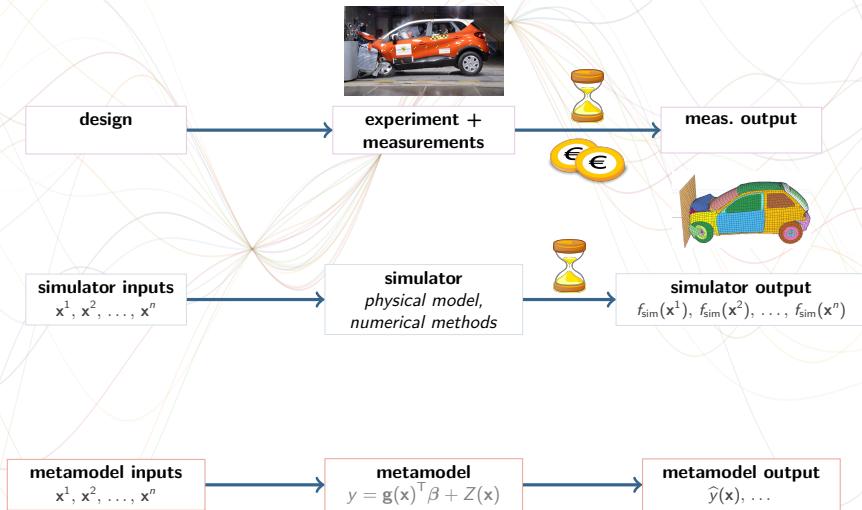 design
experiment +
measurements
meas. output
€
€
simulator inputs
x¹, x², ..., xⁿ
simulator
physical model,
numerical methods
simulator output
f_sim(x¹), f_sim(x²), ..., f_sim(xⁿ)
metamodel inputs
x¹, x², ..., xⁿ
metamodel
y = g(x)ᵀβ + Z(x)
metamodel output
ŷ(x), ...